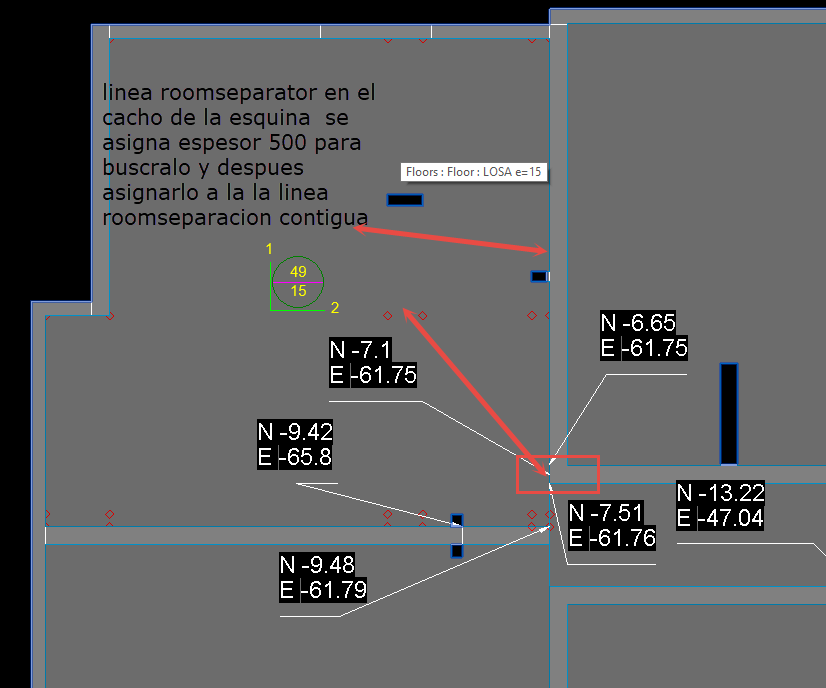 linea roomseparator en el
cacho de la esquina  se
asigna espesor 500 para
buscralo y despues
asignarlo a la la linea
roomseparacion contigua
Floors : Floor : LOSA e=15
1
49
15
2
N -6.65
E -61.75
N -7.1
E -61.75
N -9.42
E -65.8
N -13.22
E -47.04
N -7.51
E -61.76
N -9.48
E -61.79